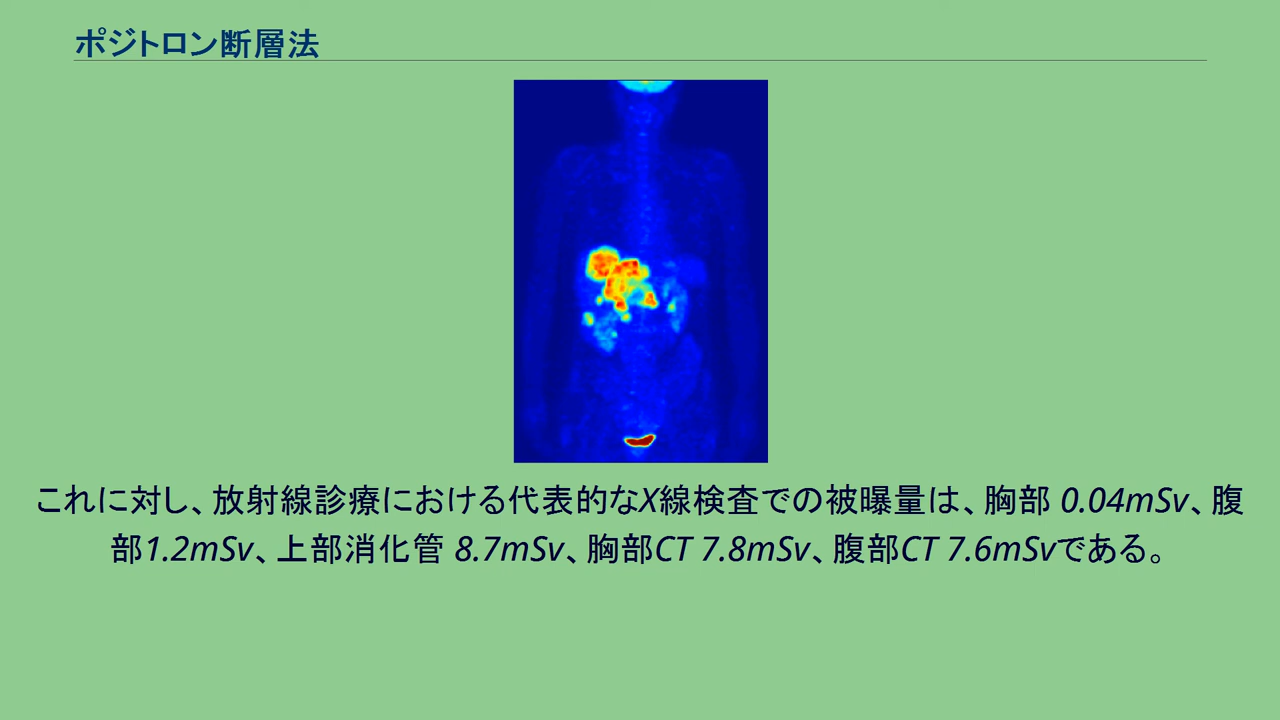 ポジトロン断層法
これに対し、放射線診療における代表的なX線検査での被曝量は、胸部 0.04mSv、腹
部1.2mSv、上部消化管 8.7mSv、胸部CT 7.8mSv、腹部CT 7.6mSvである。